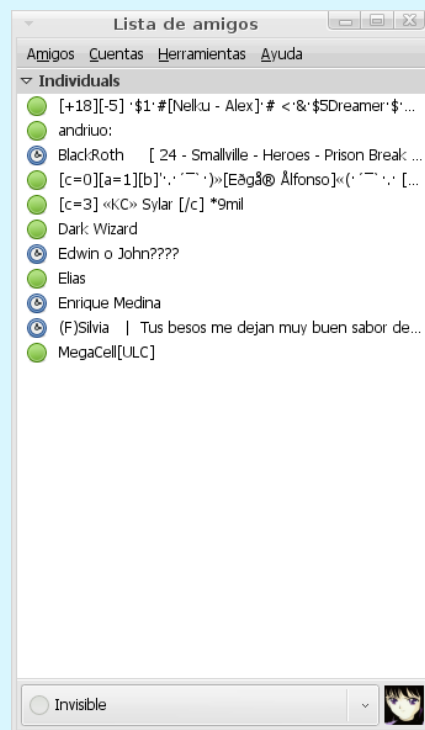 Lista de amigos
Amigos Cuentas Herramientas Ayuda
Individuals
[+18][-5] ·$1·#[Nelku - Alex]·# <·&·$5Dreamer·$·...
andriuo:
BlackRoth [ 24 - Smallville - Heroes - Prison Break ...
[c=0][a=1][b]'·.·´¯`·)»[Eðgå® Ålfonso]«(·´¯`·.· [...
[c=3] «KC» Sylar [/c] *9mil
Dark Wizard
Edwin o John????
Elias
Enrique Medina
(F)Silvia | Tus besos me dejan muy buen sabor de...
MegaCell[ULC]
Invisible